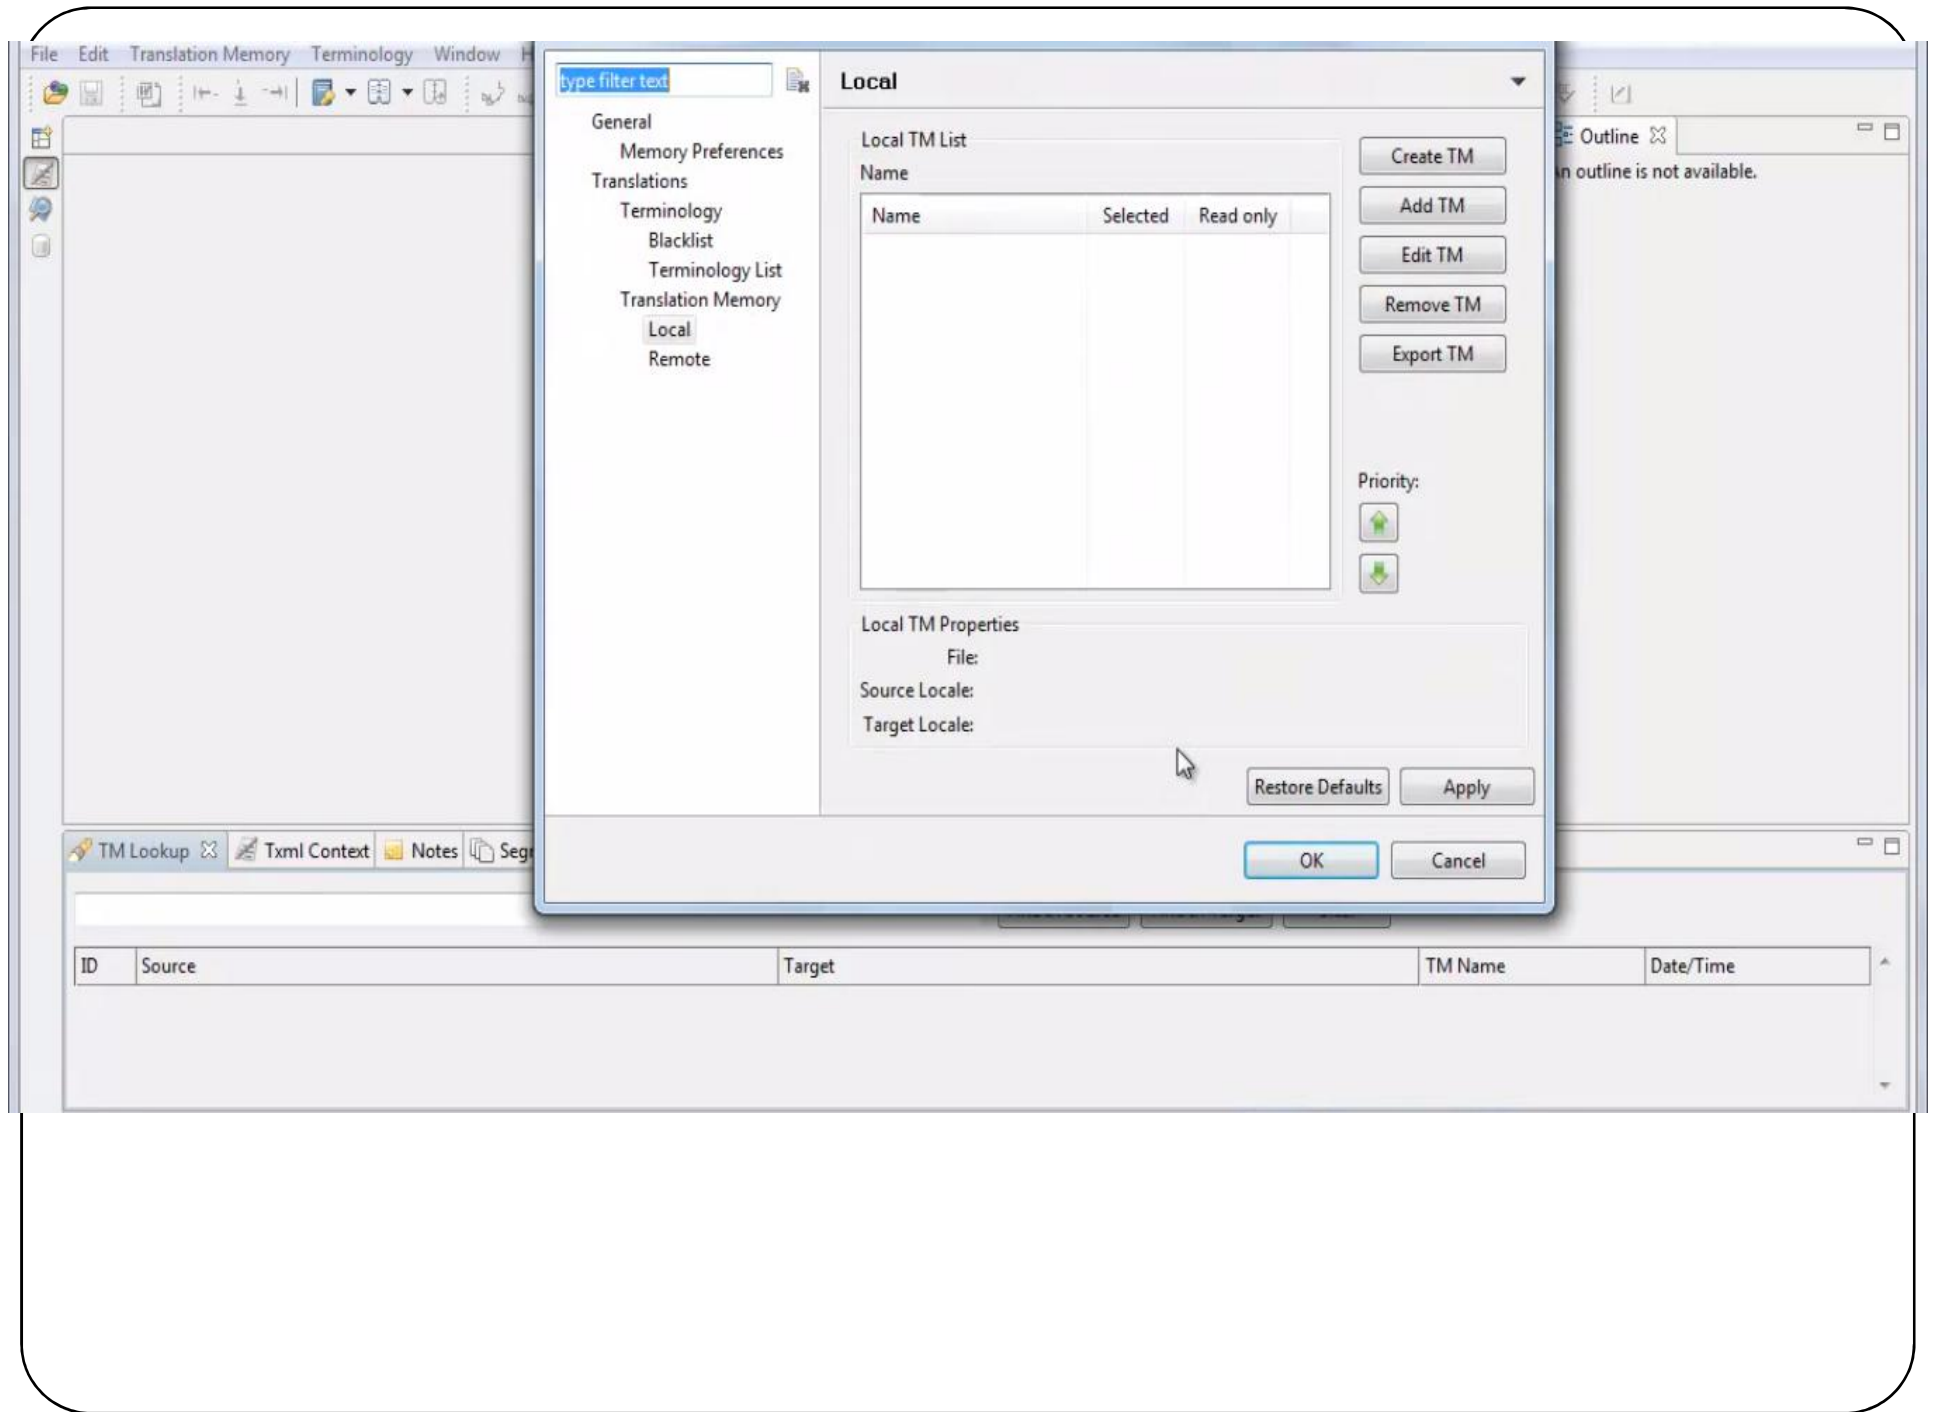 File Edit Translation Memory Terminology Window
type filter text
Local
General
Memory Preferences
Translations
Terminology
Blacklist
Terminology List
Translation Memory
Local
Remote
Local TM List
Name
Name Selected Read only
Create TM
Add TM
Edit TM
Remove TM
Export TM
Priority:
Local TM Properties
File:
Source Locale:
Target Locale:
Restore Defaults Apply
OK Cancel
Outline
An outline is not available.
TM Lookup Txml Context Notes Segr
ID Source Target TM Name Date/Time